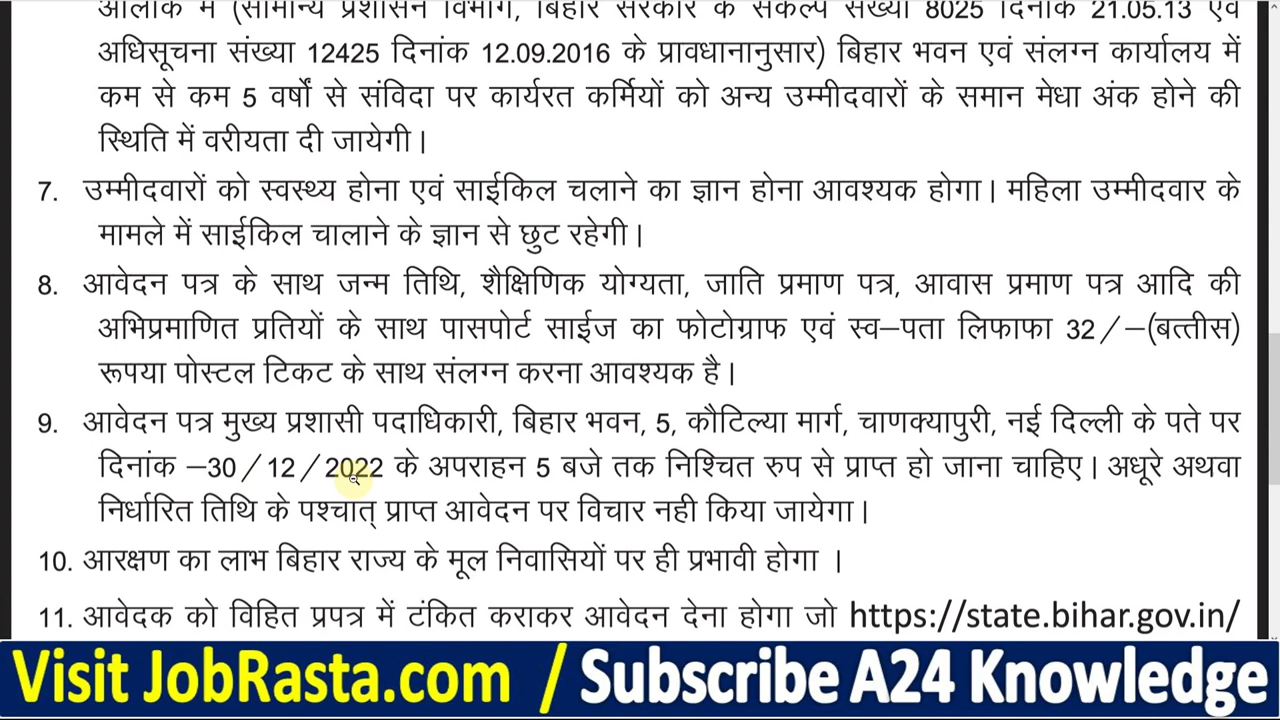 आलोक में (सामान्य प्रशासन विभाग, बिहार सरकार के संकल्प संख्या 8025 दिनांक 21.05.13 एवं
अधिसूचना संख्या 12425 दिनांक 12.09.2016 के प्रावधानानुसार) बिहार भवन एवं संलग्न कार्यालय में
कम से कम 5 वर्षों से संविदा पर कार्यरत कर्मियों को अन्य उम्मीदवारों के समान मेधा अंक होने की
स्थिति में वरीयता दी जायेगी।
7. उम्मीदवारों को स्वस्थ्य होना एवं साईकिल चलाने का ज्ञान होना आवश्यक होगा। महिला उम्मीदवार के
मामले में साईकिल चालाने के ज्ञान से छुट रहेगी।
8. आवेदन पत्र के साथ जन्म तिथि, शैक्षिणिक योग्यता, जाति प्रमाण पत्र, आवास प्रमाण पत्र आदि की
अभिप्रमाणित प्रतियों के साथ पासपोर्ट साईज का फोटोग्राफ एवं स्व–पता लिफाफा 32/–(बत्तीस)
रूपया पोस्टल टिकट के साथ संलग्न करना आवश्यक है।
9. आवेदन पत्र मुख्य प्रशासी पदाधिकारी, बिहार भवन, 5, कौटिल्या मार्ग, चाणक्यापुरी, नई दिल्ली के पते पर
दिनांक –30/12/2022 के अपराहन 5 बजे तक निश्चित रुप से प्राप्त हो जाना चाहिए। अधूरे अथवा
निर्धारित तिथि के पश्चात् प्राप्त आवेदन पर विचार नही किया जायेगा।
10. आरक्षण का लाभ बिहार राज्य के मूल निवासियों पर ही प्रभावी होगा ।
11. आवेदक को विहित प्रपत्र में टंकित कराकर आवेदन देना होगा जो https://state.bihar.gov.in/
Visit JobRasta.com / Subscribe A24 Knowledge